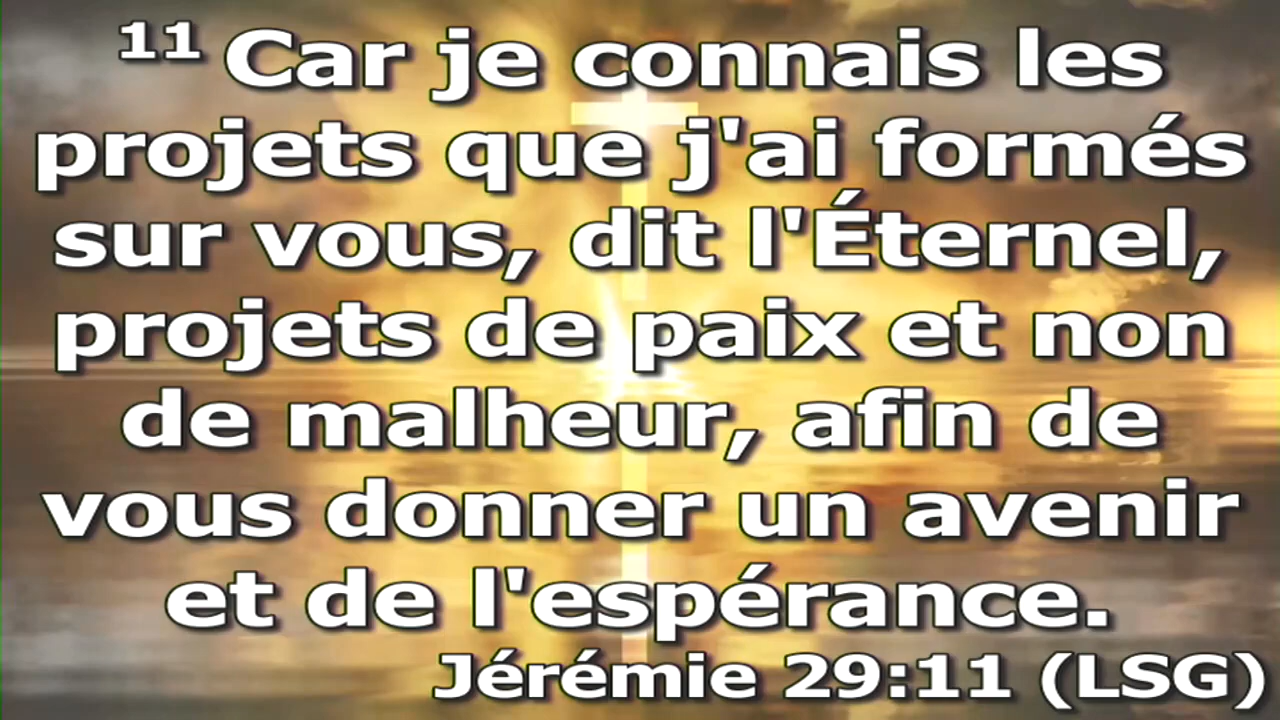 ¹¹ Car je connais les
projets que j'ai formés
sur vous, dit l'Éternel,
projets de paix et non
de malheur, afin de
vous donner un avenir
et de l'espérance.
Jérémie 29:11 (LSG)